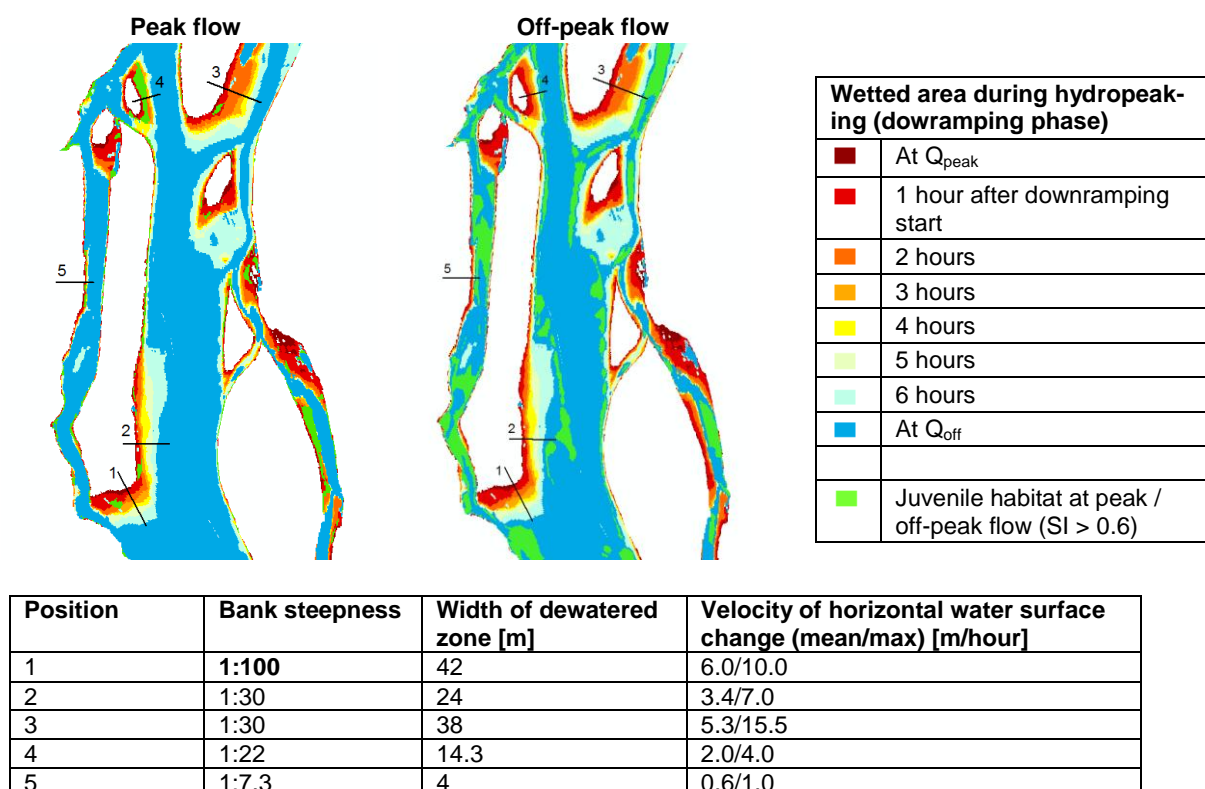 Peak flow
Off-peak flow
4
3
5
2
1
4
3
5
2
1
Wetted area during hydropeak-
ing (dowramping phase)
At Qpeak
1 hour after downramping
start
2 hours
3 hours
4 hours
5 hours
6 hours
At Qoff
Juvenile habitat at peak /
off-peak flow (SI > 0.6)
Position Bank steepness Width of dewatered Velocity of horizontal water surface
zone [m] change (mean/max) [m/hour]
1 1:100 42 6.0/10.0
2 1:30 24 3.4/7.0
3 1:30 38 5.3/15.5
4 1:22 14.3 2.0/4.0
5 1:7.3 4 0.6/1.0